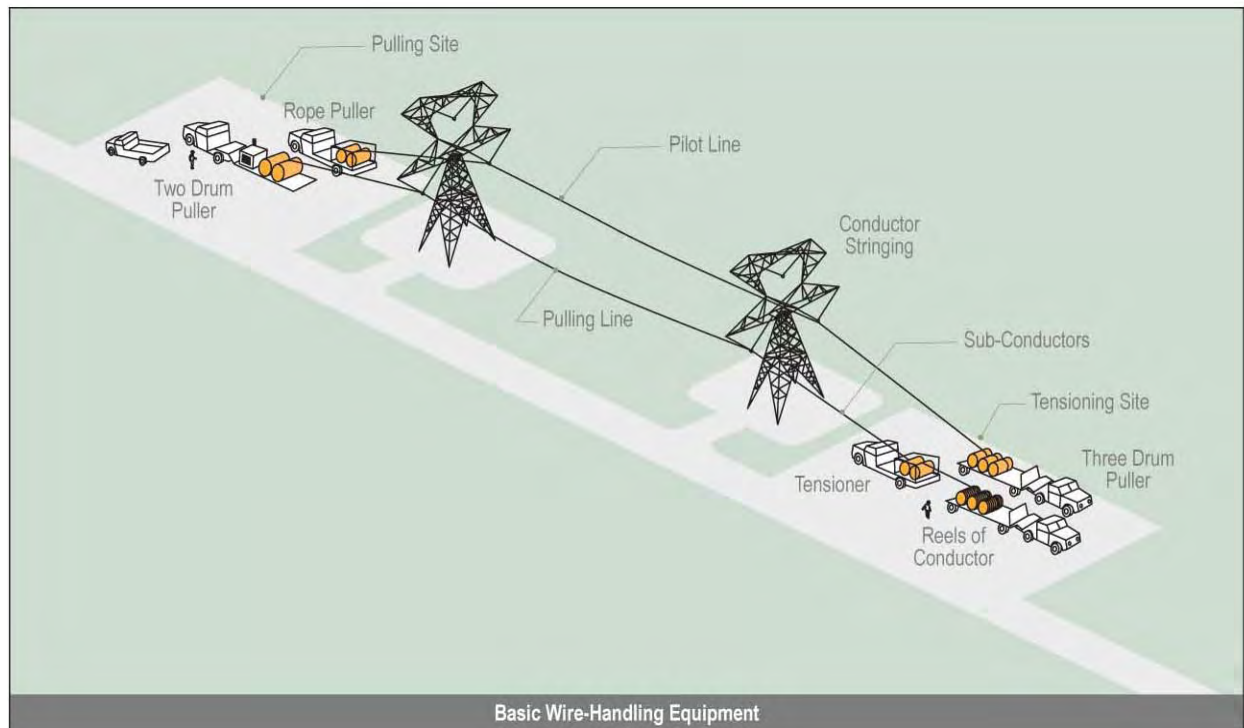 Pulling Site
Rope Puller
Two Drum
Puller
Pilot Line
Conductor
Stringing
Pulling Line
Sub-Conductors
Tensioning Site
Three Drum
Puller
Tensioner
Reels of
Conductor
Basic Wire-Handling Equipment